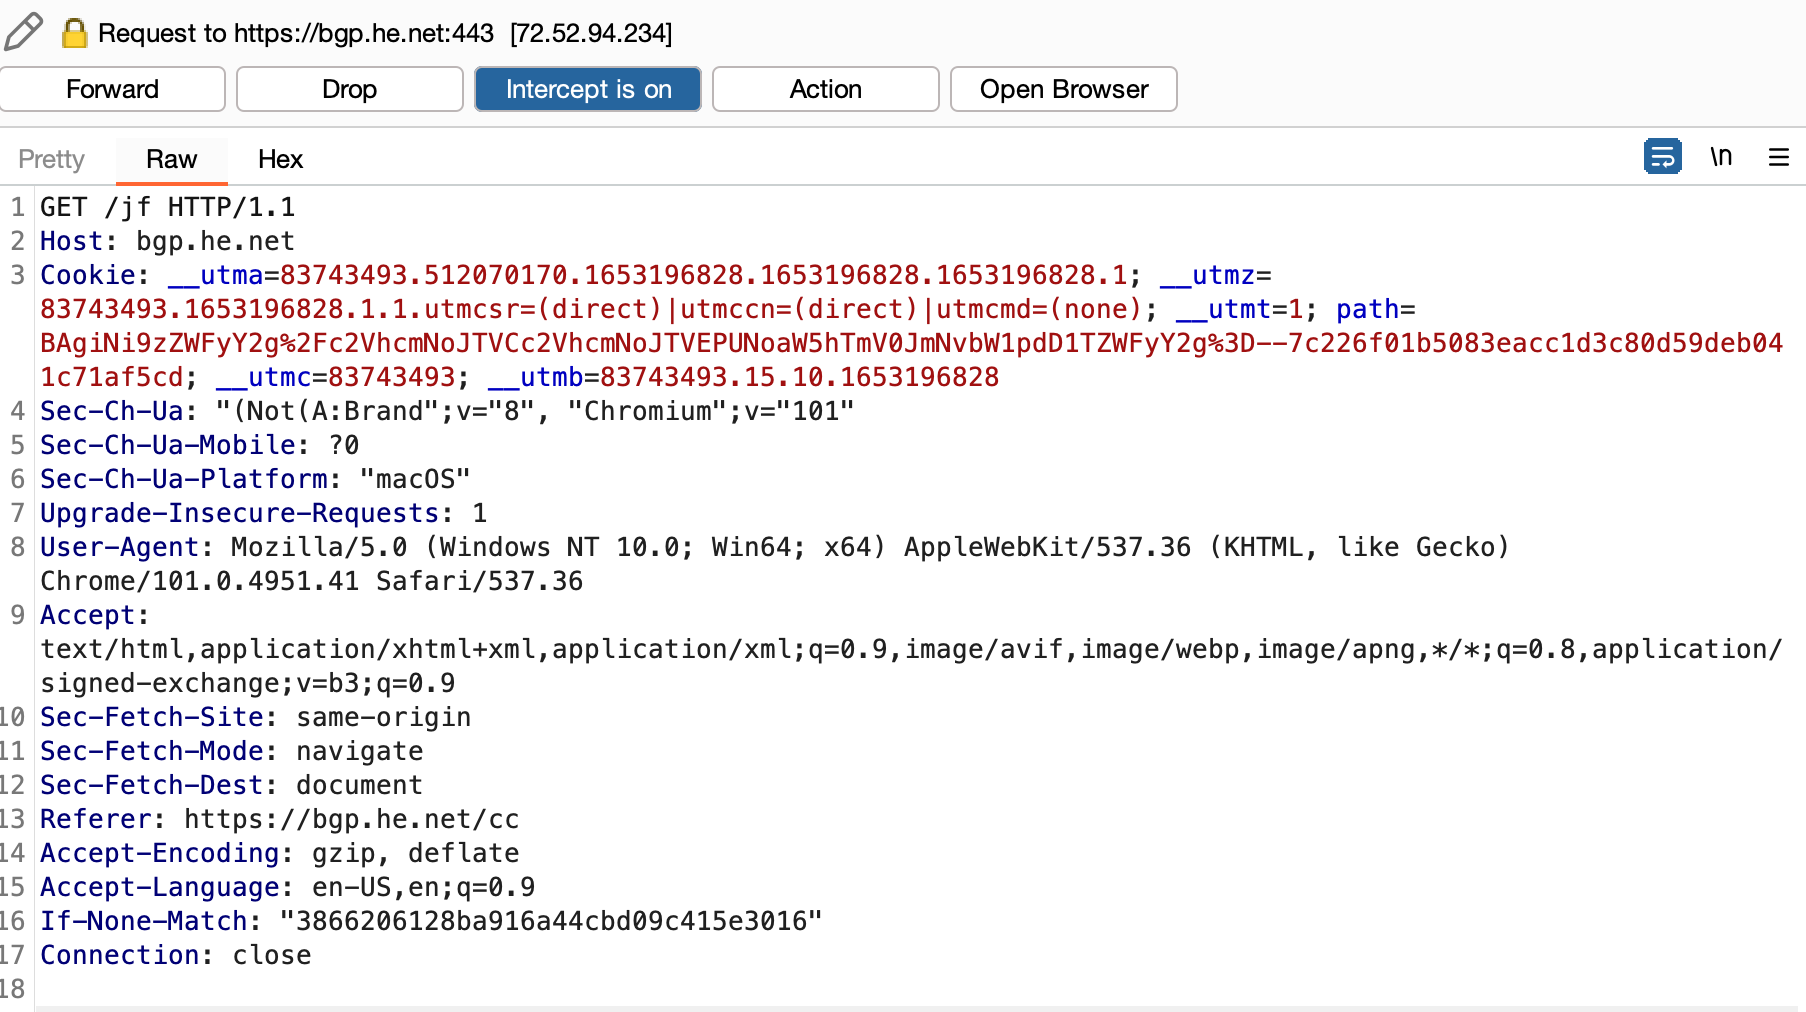 Request to https://bgp.he.net:443 [72.52.94.234]
Forward Drop Intercept is on Action Open Browser
Pretty Raw Hex \n
1 GET /jf HTTP/1.1
2 Host: bgp.he.net
3 Cookie: __utma=83743493.512070170.1653196828.1653196828.1653196828.1; __utmz=
83743493.1653196828.1.1.utmcsr=(direct)|utmccn=(direct)|utmcmd=(none); __utmt=1; path=
BAgiNi9zZWFyY2g%2Fc2VhcmNoJTVCc2VhcmNoJTVEPUNoaW5hTmV0JmNvbW1pdD1TZWFyY2g%3D--7c226f01b5083eacc1d3c80d59deb04
1c71af5cd; __utmc=83743493; __utmb=83743493.15.10.1653196828
4 Sec-Ch-Ua: "(Not(A:Brand";v="8", "Chromium";v="101"
5 Sec-Ch-Ua-Mobile: ?0
6 Sec-Ch-Ua-Platform: "macOS"
7 Upgrade-Insecure-Requests: 1
8 User-Agent: Mozilla/5.0 (Windows NT 10.0; Win64; x64) AppleWebKit/537.36 (KHTML, like Gecko)
Chrome/101.0.4951.41 Safari/537.36
9 Accept:
text/html,application/xhtml+xml,application/xml;q=0.9,image/avif,image/webp,image/apng,*/*;q=0.8,application/
signed-exchange;v=b3;q=0.9
10 Sec-Fetch-Site: same-origin
11 Sec-Fetch-Mode: navigate
12 Sec-Fetch-Dest: document
13 Referer: https://bgp.he.net/cc
14 Accept-Encoding: gzip, deflate
15 Accept-Language: en-US,en;q=0.9
16 If-None-Match: "3866206128ba916a44cbd09c415e3016"
17 Connection: close
18